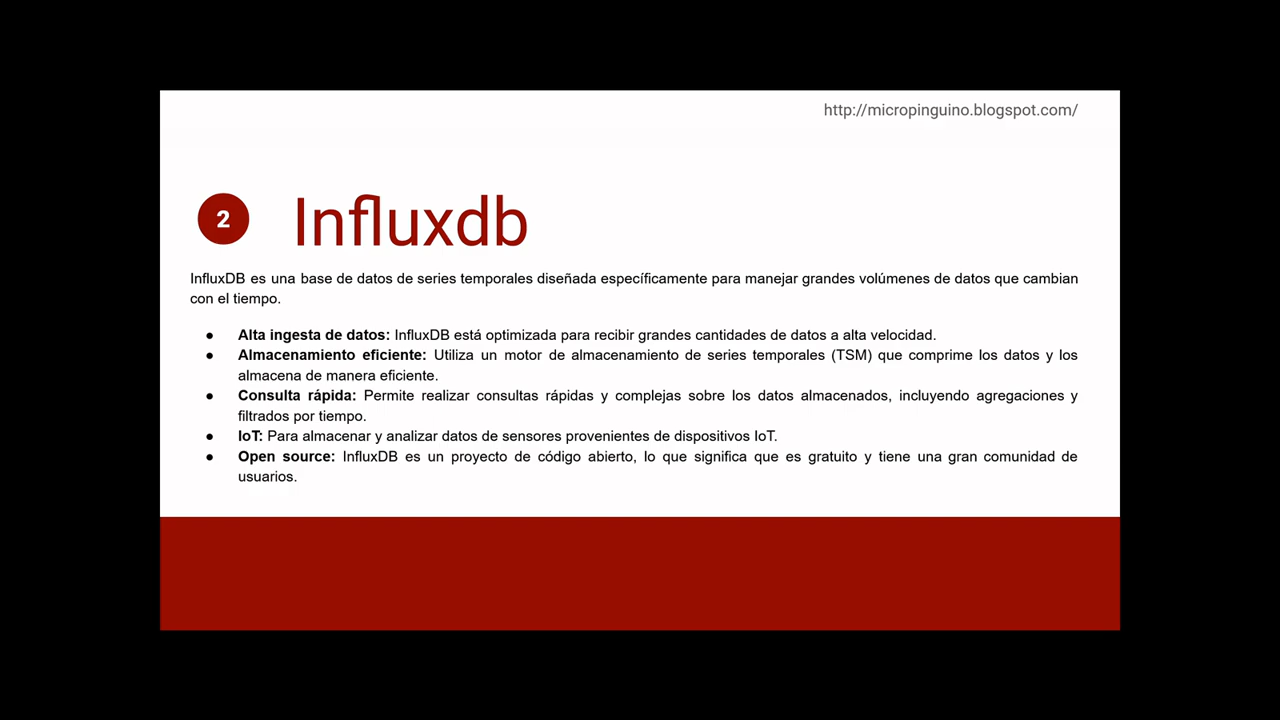 http://micropinguino.blogspot.com/
2 Influxdb
InfluxDB es una base de datos de series temporales diseñada específicamente para manejar grandes volúmenes de datos que cambian
con el tiempo.
● Alta ingesta de datos: InfluxDB está optimizada para recibir grandes cantidades de datos a alta velocidad.
● Almacenamiento eficiente: Utiliza un motor de almacenamiento de series temporales (TSM) que comprime los datos y los
almacena de manera eficiente.
● Consulta rápida: Permite realizar consultas rápidas y complejas sobre los datos almacenados, incluyendo agregaciones y
filtrados por tiempo.
● IoT: Para almacenar y analizar datos de sensores provenientes de dispositivos IoT.
● Open source: InfluxDB es un proyecto de código abierto, lo que significa que es gratuito y tiene una gran comunidad de
usuarios.